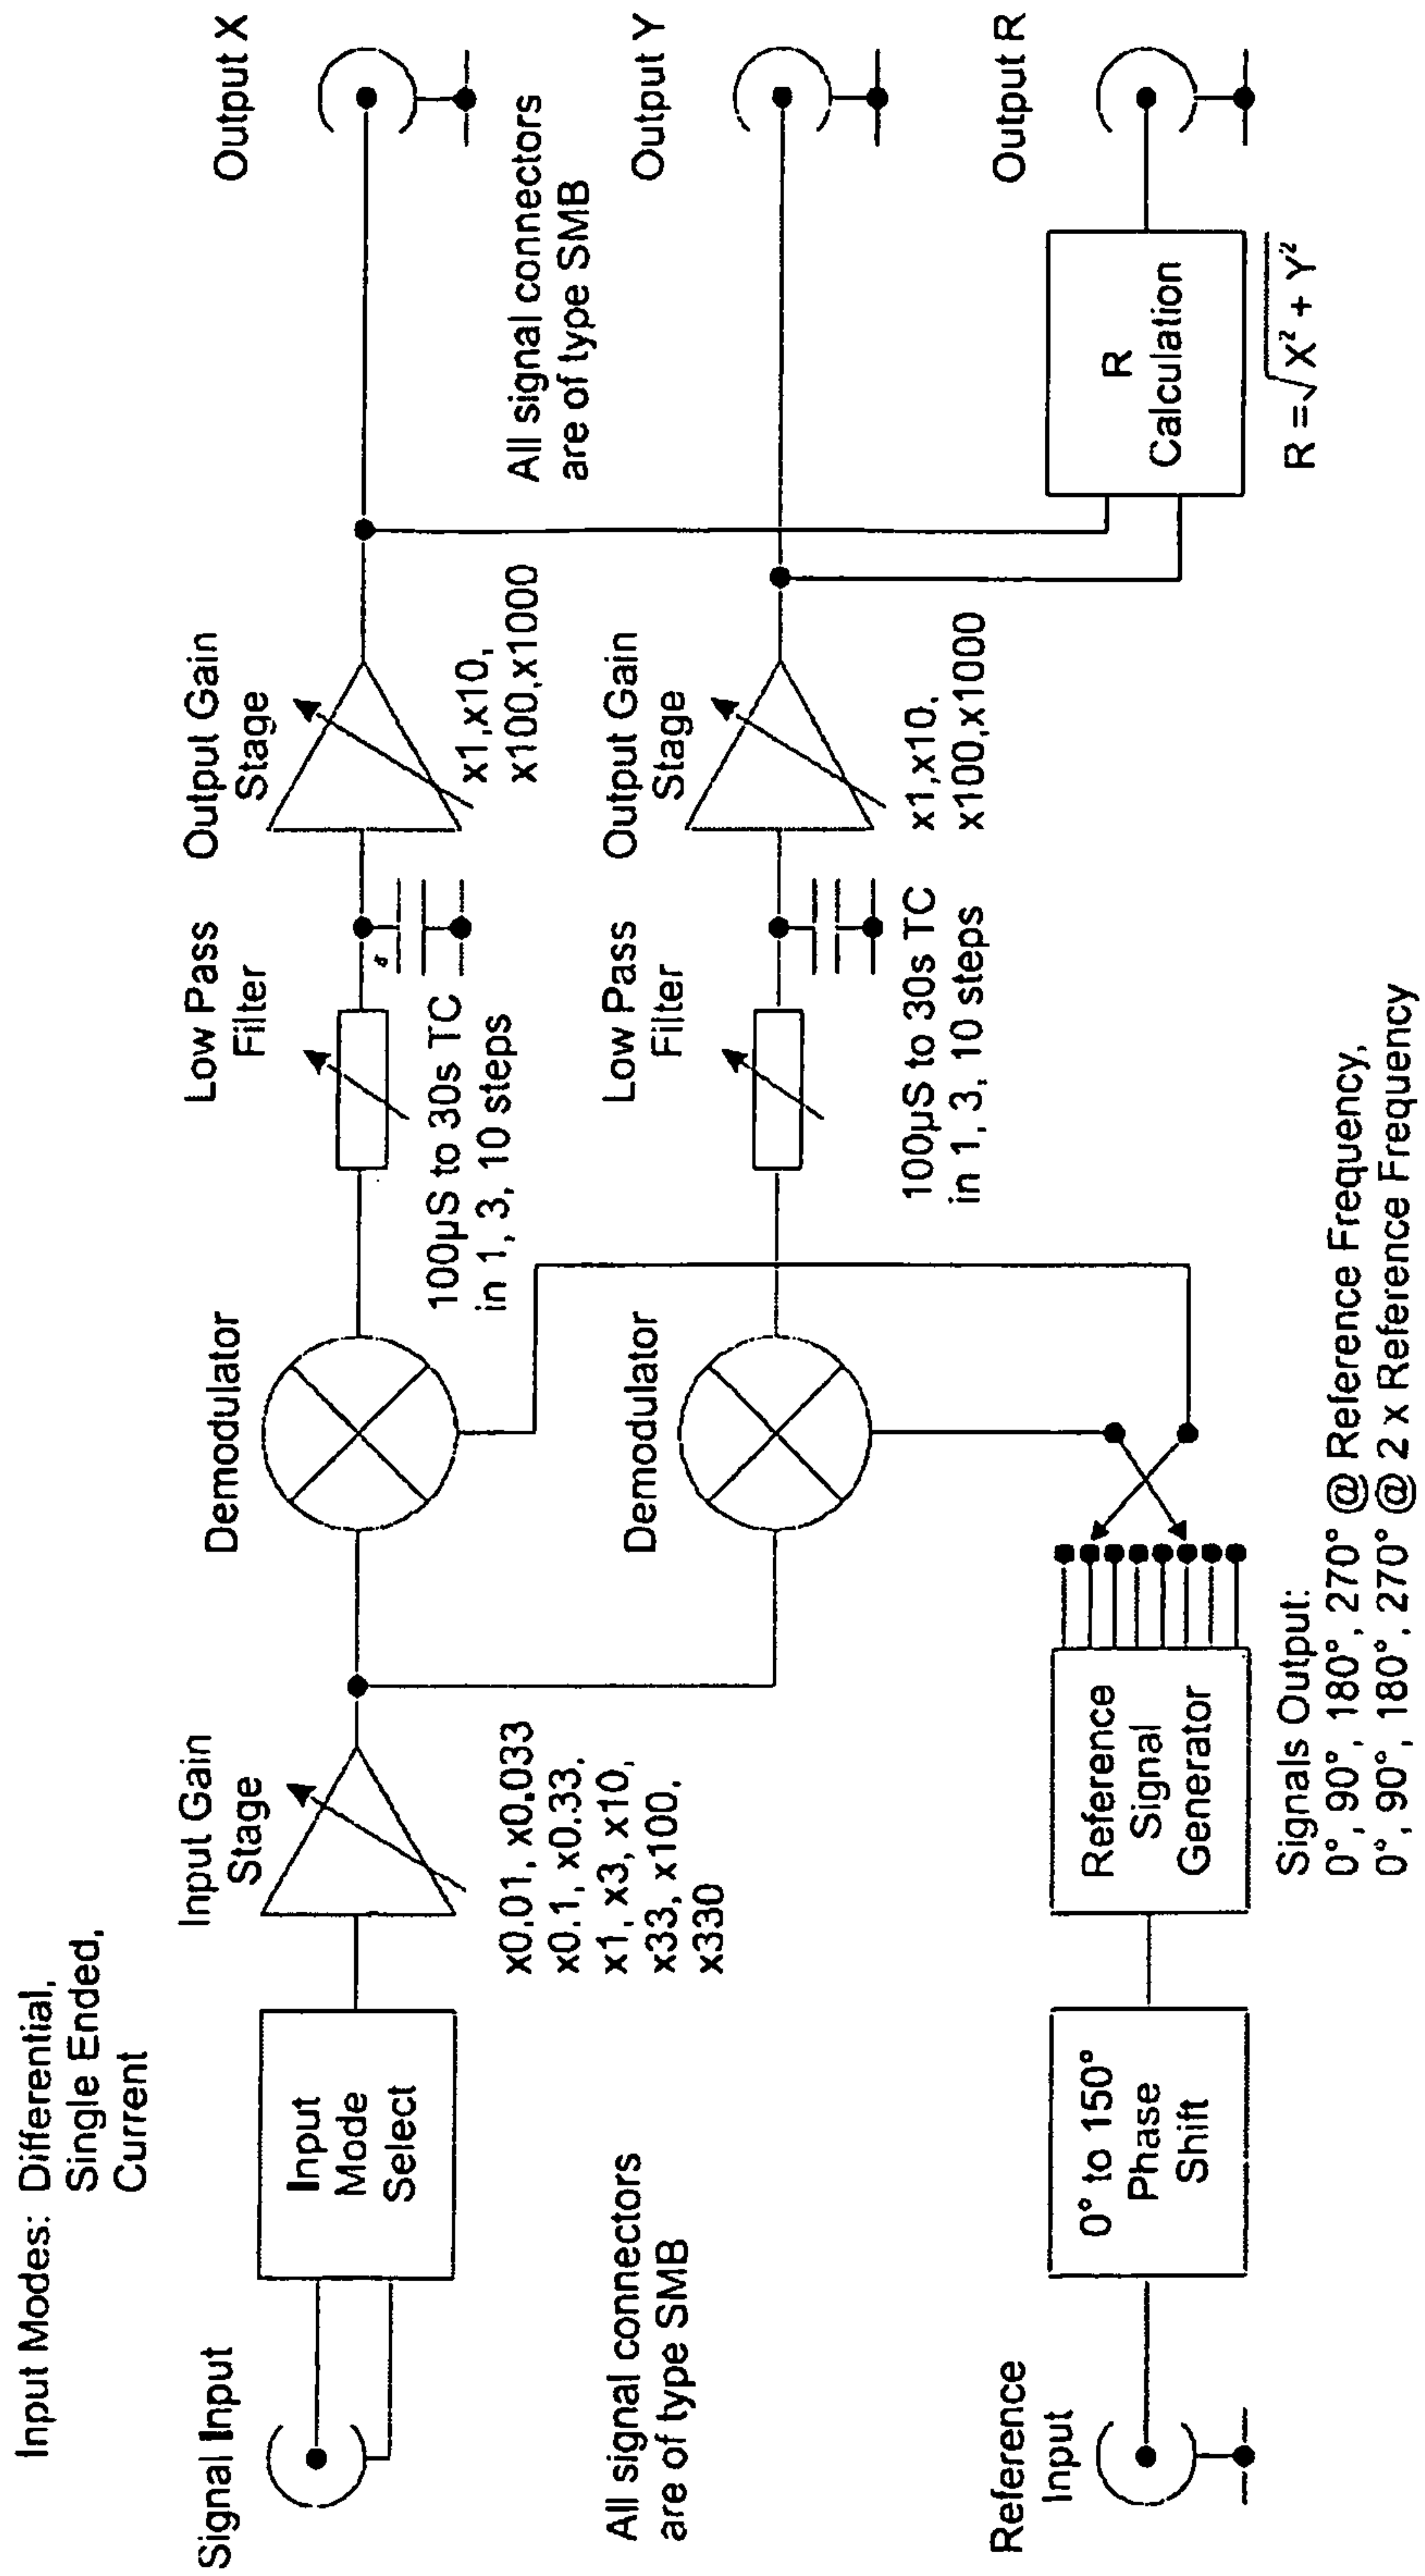 Input Modes: Differential,
Single Ended,
Current
Signal Input
Input
Mode
Select
Input Gain
Stage
x0.01, x0.033
x0.1, x0.33,
x1, x3, x10,
x33, x100,
x330
Demodulator
Low Pass
Filter
100µS to 30s TC
in 1, 3, 10 steps
Output Gain
Stage
x1,x10,
x100,x1000
Output X
All signal connectors
are of type SMB
Demodulator
Low Pass
Filter
100µS to 30s TC
in 1, 3, 10 steps
Output Gain
Stage
x1,x10,
x100,x1000
Output Y
All signal connectors
are of type SMB
Reference
Input
0° to 150°
Phase
Shift
Reference
Signal
Generator
Signals Output:
0°, 90°, 180°, 270° @ Reference Frequency,
0°, 90°, 180°, 270° @ 2 x Reference Frequency
R
Calculation
R = √X² + Y²
Output R